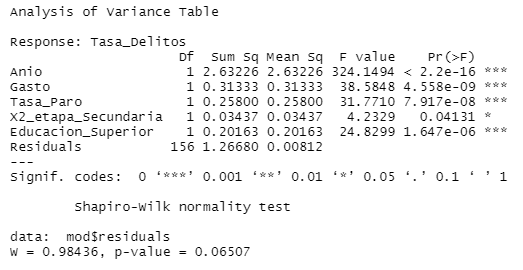 Analysis of Variance Table
Response: Tasa_Delitos
Df Sum Sq Mean Sq F value Pr(>F)
Anio 1 2.63226 2.63226 324.1494 < 2.2e-16 ***
Gasto 1 0.31333 0.31333 38.5848 4.558e-09 ***
Tasa_Paro 1 0.25800 0.25800 31.7710 7.917e-08 ***
X2_etapa_Secundaria 1 0.03437 0.03437 4.2329 0.04131 *
Educacion_Superior 1 0.20163 0.20163 24.8299 1.647e-06 ***
Residuals 156 1.26680 0.00812
---
Signif. codes: 0 ‘***’ 0.001 ‘**’ 0.01 ‘*’ 0.05 ‘.’ 0.1 ‘ ’ 1
Shapiro-Wilk normality test
data: mod$residuals
W = 0.98436, p-value = 0.06507